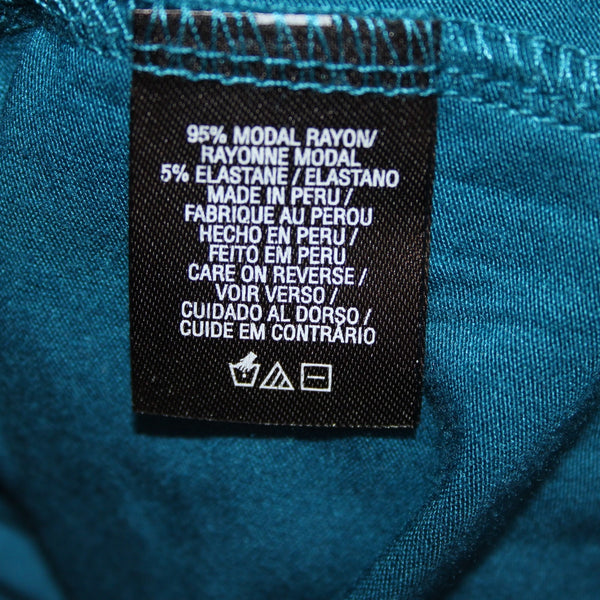 95% MODAL RAYON/
RAYONNE MODAL
5% ELASTANE / ELASTANO
MADE IN PERU /
FABRIQUE AU PEROU
HECHO EN PERU /
FEITO EM PERU
CARE ON REVERSE /
VOIR VERSO /
CUIDADO AL DORSO /
CUIDE EM CONTRÁRIO